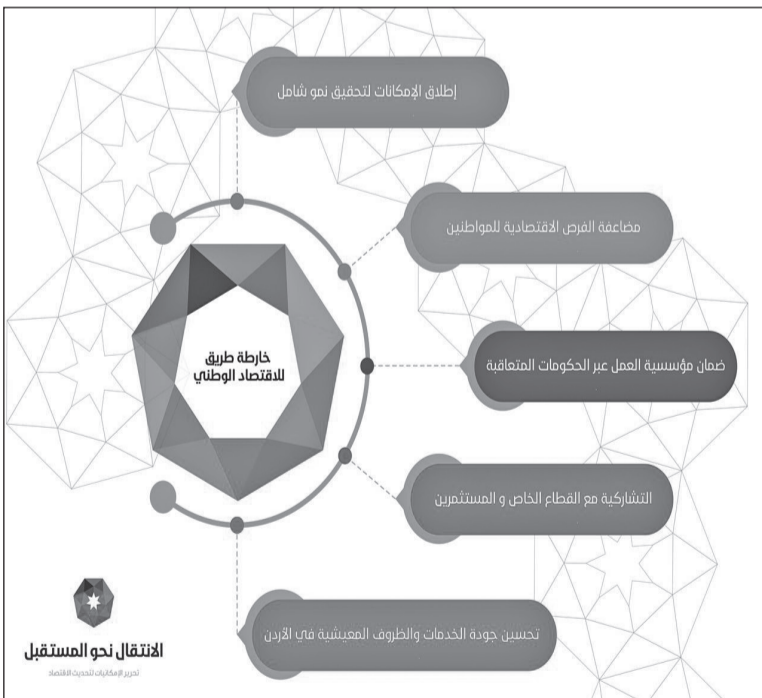 إطلاق الإمكانات لتحقيق نمو شامل
مضاعفة الفرص الاقتصادية للمواطنين
خارطة طريق
للاقتصاد الوطني
ضمان مؤسسية العمل عبر الحكومات المتعاقبة
التشاركية مع القطاع الخاص و المستثمرين
تحسين جودة الخدمات والظروف المعيشية في الأردن
الانتقال نحو المستقبل
تحرير الإمكانيات لتحديث الاقتصاد